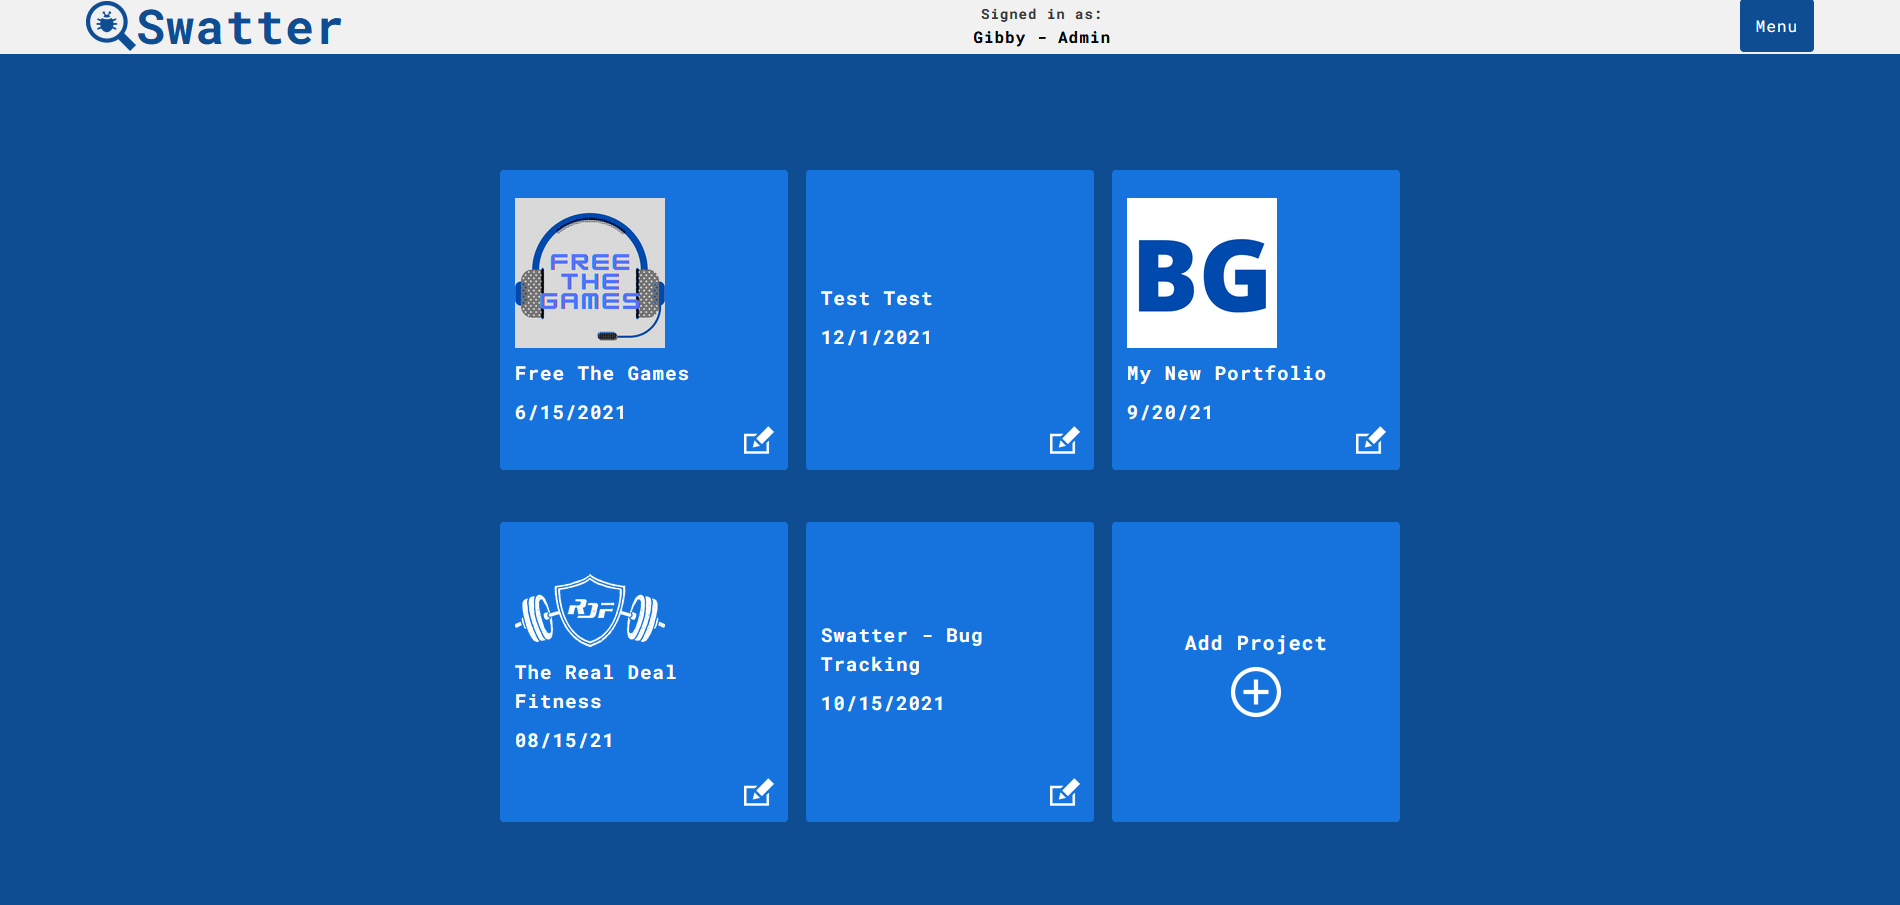 Swatter
Signed in as:
Gibby - Admin
Menu
FREE
THE
GAMES
Free The Games
6/15/2021
Test Test
12/1/2021
BG
My New Portfolio
9/20/21
RDF
The Real Deal
Fitness
08/15/21
Swatter - Bug
Tracking
10/15/2021
Add Project